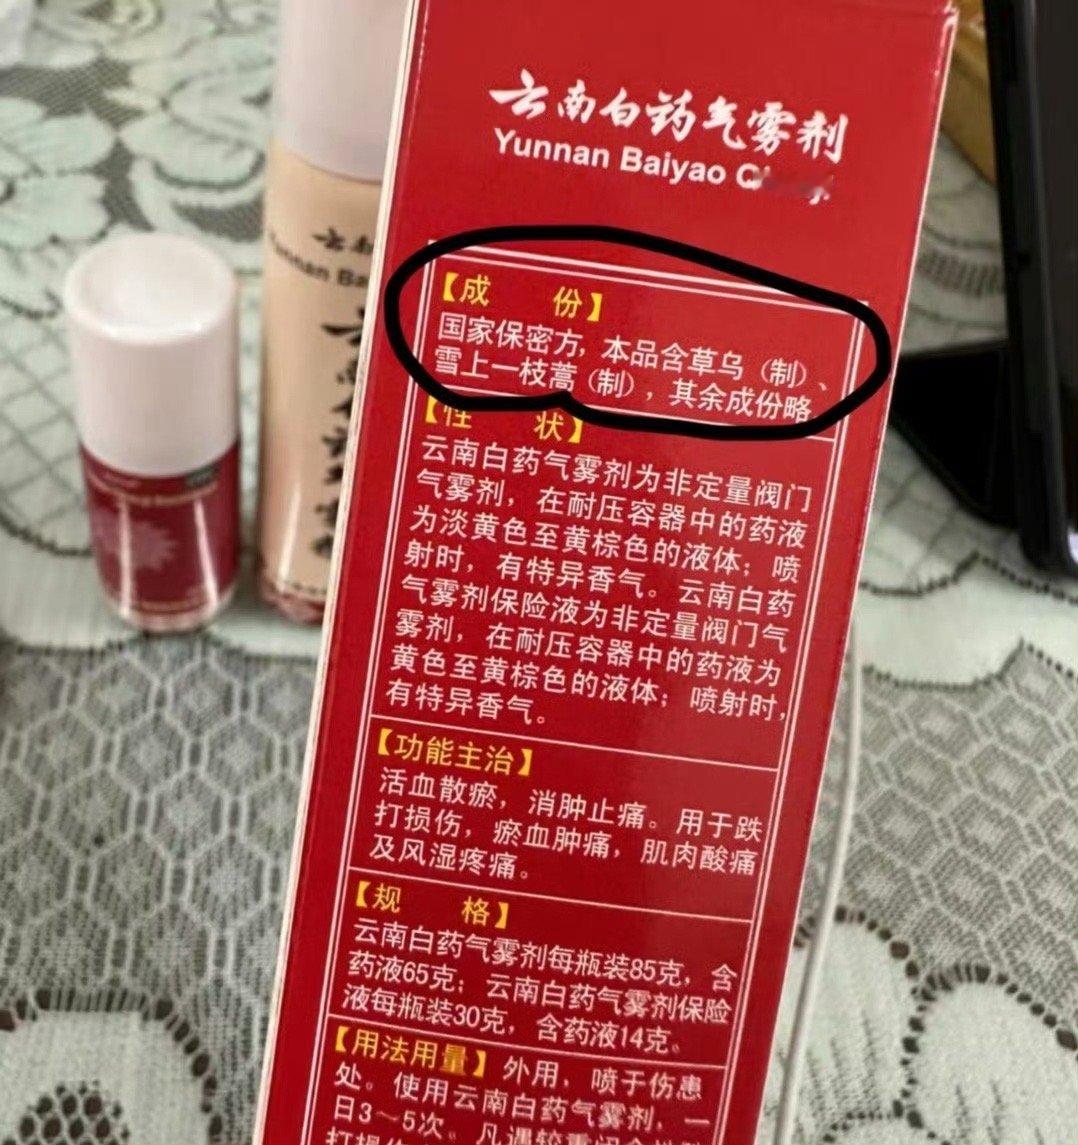 云南白药气雾剂
Yunnan Baiyao
【成 份】
国家保密方，本品含草乌（制）、
雪上一枝蒿（制），其余成份略
【性 状】
云南白药气雾剂为非定量阀门
气雾剂，在耐压容器中的药液
为淡黄色至黄棕色的液体；喷
射时，有特异香气。云南白药
气雾剂保险液为非定量阀门气
雾剂，在耐压容器中的药液为
黄色至黄棕色的液体；喷射时，
有特异香气。
【功能主治】
活血散瘀，消肿止痛。用于跌
打损伤，瘀血肿痛，肌肉酸痛
及风湿疼痛。
【规 格】
云南白药气雾剂每瓶装85克，含
药液65克；云南白药气雾剂保险
液每瓶装30克，含药液14克。
【用法用量】外用，喷于伤患
处。使用云南白药气雾剂，一
日3～5次。凡遇较重闭合性跌
打损伤